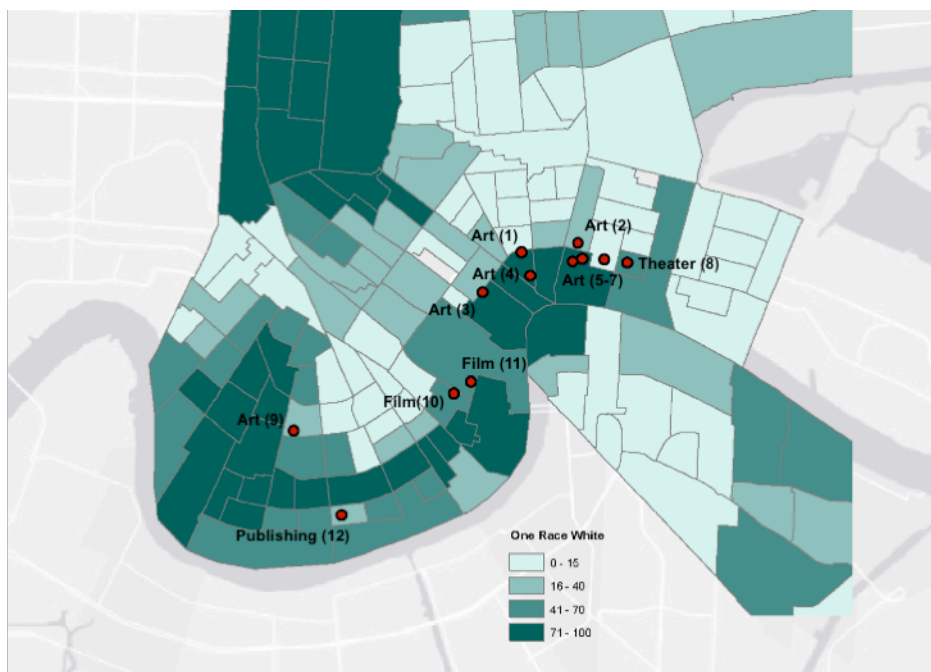 Art (1)
Art (2)
Art (4)
Theater (8)
Art (5-7)
Art (3)
Film (11)
Film(10)
Art (9)
Publishing (12)
One Race White
0 - 15
16 - 40
41 - 70
71 - 100